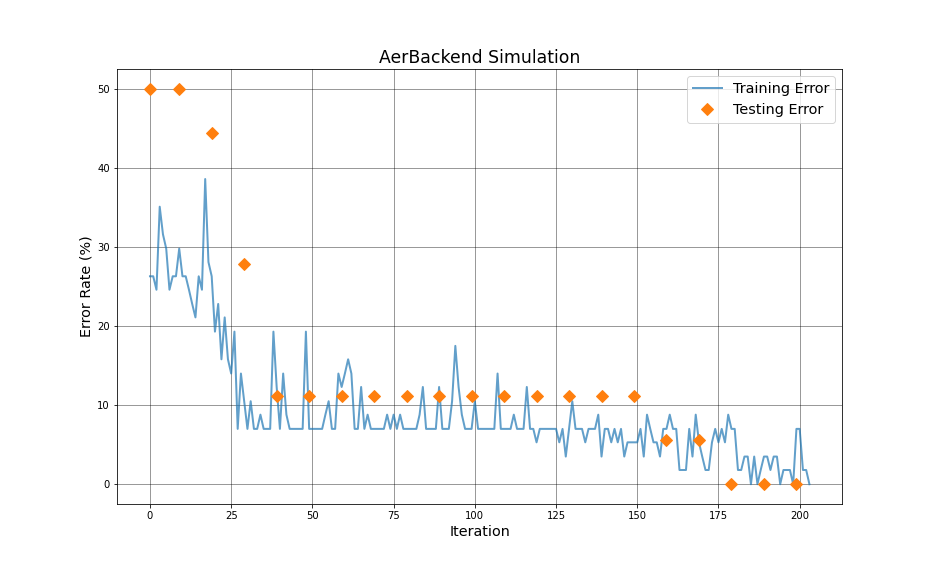 AerBackend Simulation
Training Error
Testing Error
Error Rate (%)
50
40
30
20
10
0
0 25 50 75 100 125 150 175 200
Iteration